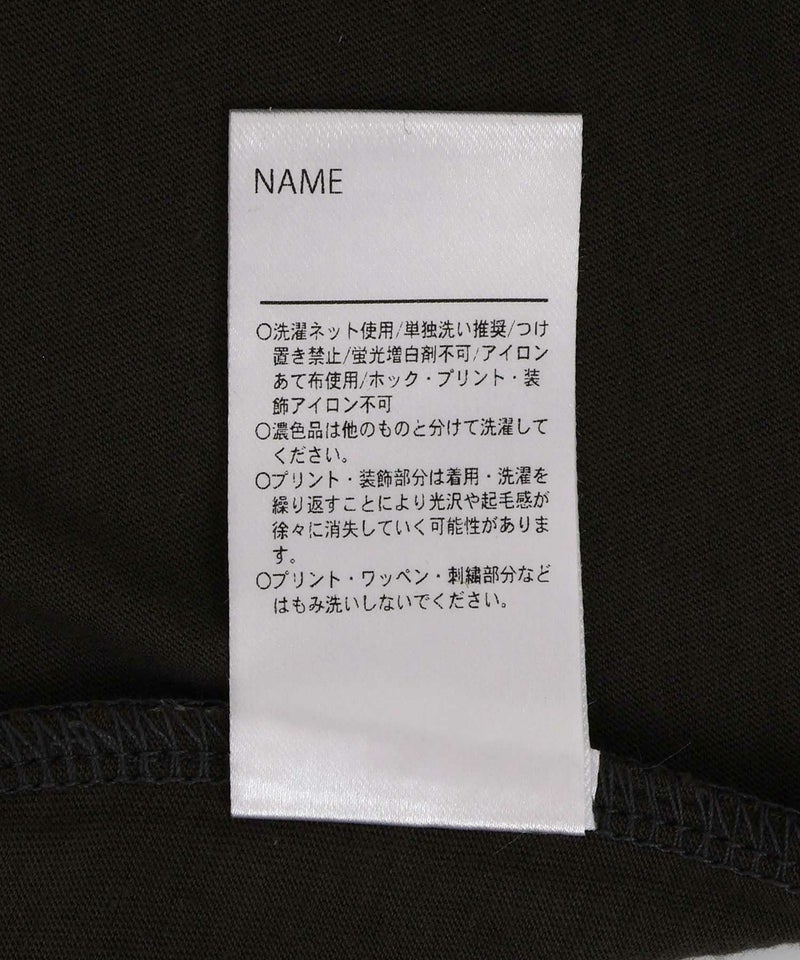 NAME
〇洗濯ネット使用/単独洗い推奨/つけ
置き禁止/蛍光増白剤不可/アイロン
あて布使用/ホック・プリント・装
飾アイロン不可
〇濃色品は他のものと分けて洗濯して
ください。
〇プリント・装飾部分は着用・洗濯を
繰り返すことにより光沢や起毛感が
徐々に消失していく可能性がありま
す。
〇プリント・ワッペン・刺繍部分など
はもみ洗いしないでください。